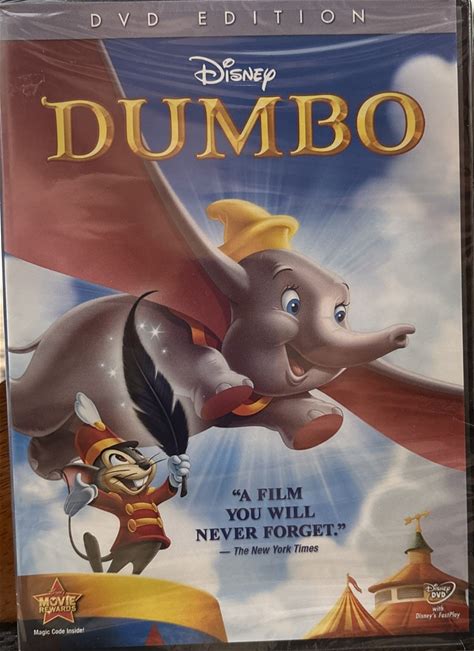 DVD EDITION
Disney
DUMBO
"A FILM
YOU WILL
NEVER FORGET."
— The New York Times
MOVIE
REWARDS
Magic Code Inside!
Disney
DVD
with
Disney's FastPlay